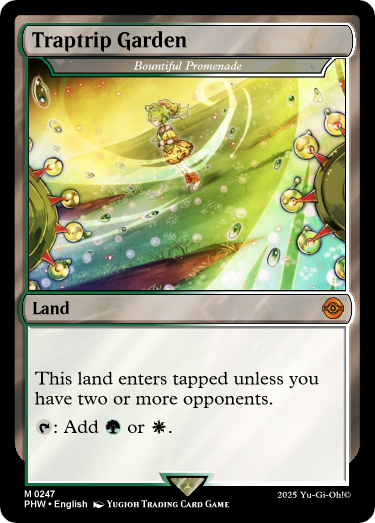 Traptrip Garden
Bountiful Promenade
Land
This land enters tapped unless you
have two or more opponents.
: Add or .
M 0247
PHW • English Yugioh Trading Card Game
2025 Yu-Gi-Oh!©